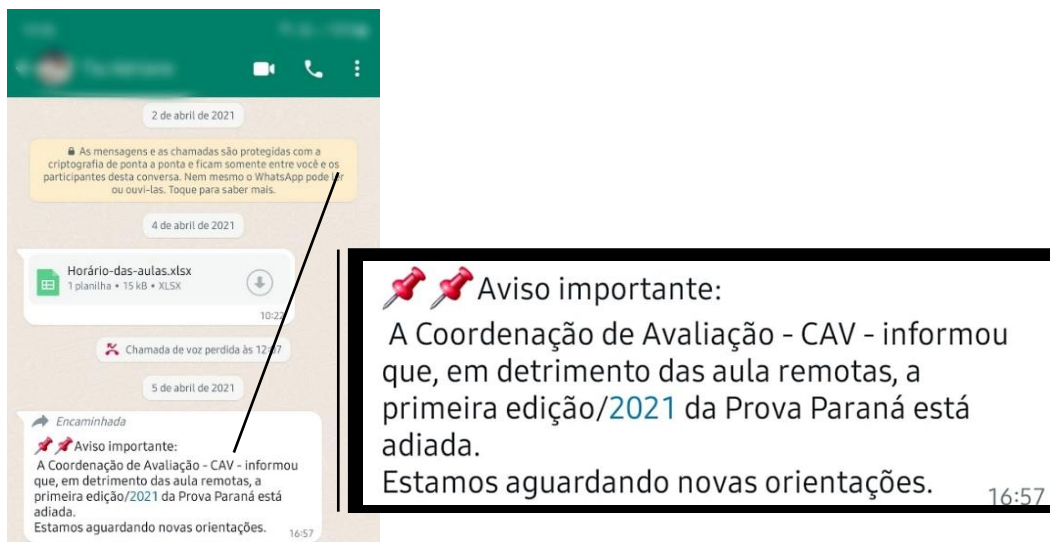 2 de abril de 2021
As mensagens e as chamadas são protegidas com a
criptografia de ponta a ponta e ficam somente entre você e os
participantes desta conversa. Nem mesmo o WhatsApp pode ler
ou ouvi-las. Toque para saber mais.
4 de abril de 2021
Horário-das-aulas.xlsx
1 planilha • 15 kB • XLSX
10:22
Chamada de voz perdida às
5 de abril de 2021
Encaminhada
Aviso importante:
A Coordenação de Avaliação - CAV - informou
que, em detrimento das aula remotas, a
primeira edição/2021 da Prova Paraná está
adiada.
Estamos aguardando novas orientações. 16:57
Aviso importante:
A Coordenação de Avaliação - CAV - informou
que, em detrimento das aula remotas, a
primeira edição/2021 da Prova Paraná está
adiada.
Estamos aguardando novas orientações. 16:57